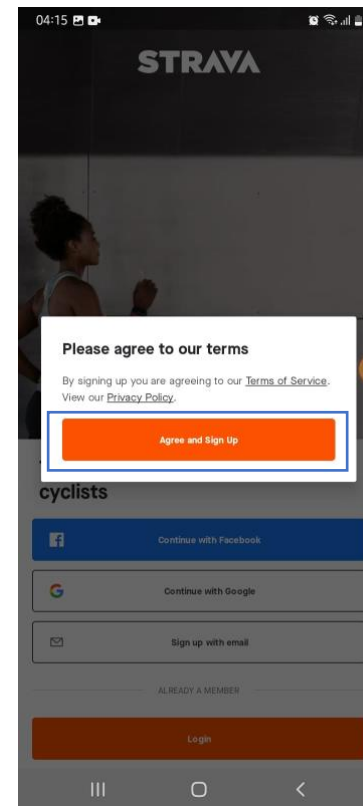 04:15
STRAVA
Please agree to our terms
By signing up you are agreeing to our Terms of Service.
View our Privacy Policy.
Agree and Sign Up
cyclists
Continue with Facebook
Continue with Google
Sign up with email
ALREADY A MEMBER
Login